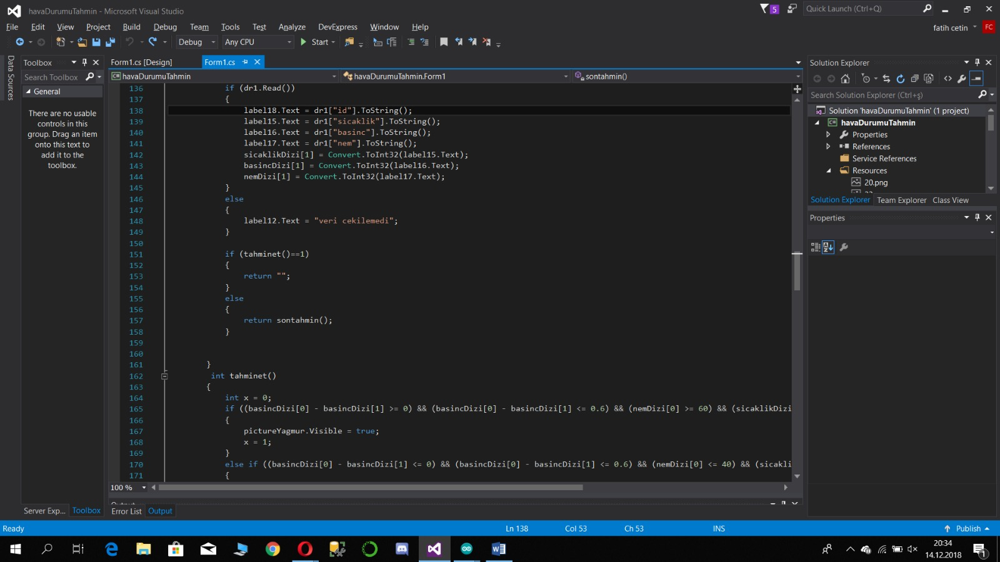 havaDurumuTahmin - Microsoft Visual Studio
5
Quick Launch (Ctrl+Q)
File Edit View Project Build Debug Team Tools Test Analyze DevExpress Window Help
fatih cetin
FC
Debug Any CPU Start
Data Sources
Toolbox
Search Toolbox
General
There are no usable
controls in this
group. Drag an item
onto this text to
add it to the
toolbox.
Server Exp... Toolbox
Form1.cs [Design] Form1.cs
havaDurumuTahmin havaDurumuTahmin.Form1 sontahmin()
136 if (dr1.Read())
137 {
138 label18.Text = dr1["id"].ToString();
139 label15.Text = dr1["sicaklik"].ToString();
140 label16.Text = dr1["basinc"].ToString();
141 label17.Text = dr1["nem"].ToString();
142 sicaklikDizi[1] = Convert.ToInt32(label15.Text);
143 basincDizi[1] = Convert.ToInt32(label16.Text);
144 nemDizi[1] = Convert.ToInt32(label17.Text);
145 }
146 else
147 {
148 label12.Text = "veri cekilemedi";
149 }
150
151 if (tahminet()==1)
152 {
153 return "";
154 }
155 else
156 {
157 return sontahmin();
158 }
159
160
161 }
162 int tahminet()
163 {
164 int x = 0;
165 if ((basincDizi[0] - basincDizi[1] >= 0) && (basincDizi[0] - basincDizi[1] <= 0.6) && (nemDizi[0] >= 60) && (sicaklikDizi
166 {
167 pictureYagmur.Visible = true;
168 x = 1;
169 }
170 else if ((basincDizi[0] - basincDizi[1] <= 0) && (basincDizi[0] - basincDizi[1] <= 0.6) && (nemDizi[0] <= 40) && (sicakli
171 {
100 %
Output
Error List Output
Solution Explorer
Search Solution Explorer (Ctrl+ş)
Solution 'havaDurumuTahmin' (1 project)
havaDurumuTahmin
Properties
References
Service References
Resources
20.png
Solution Explorer Team Explorer Class View
Properties
Ready Ln 138 Col 53 Ch 53 INS Publish
20:34
14.12.2018
1